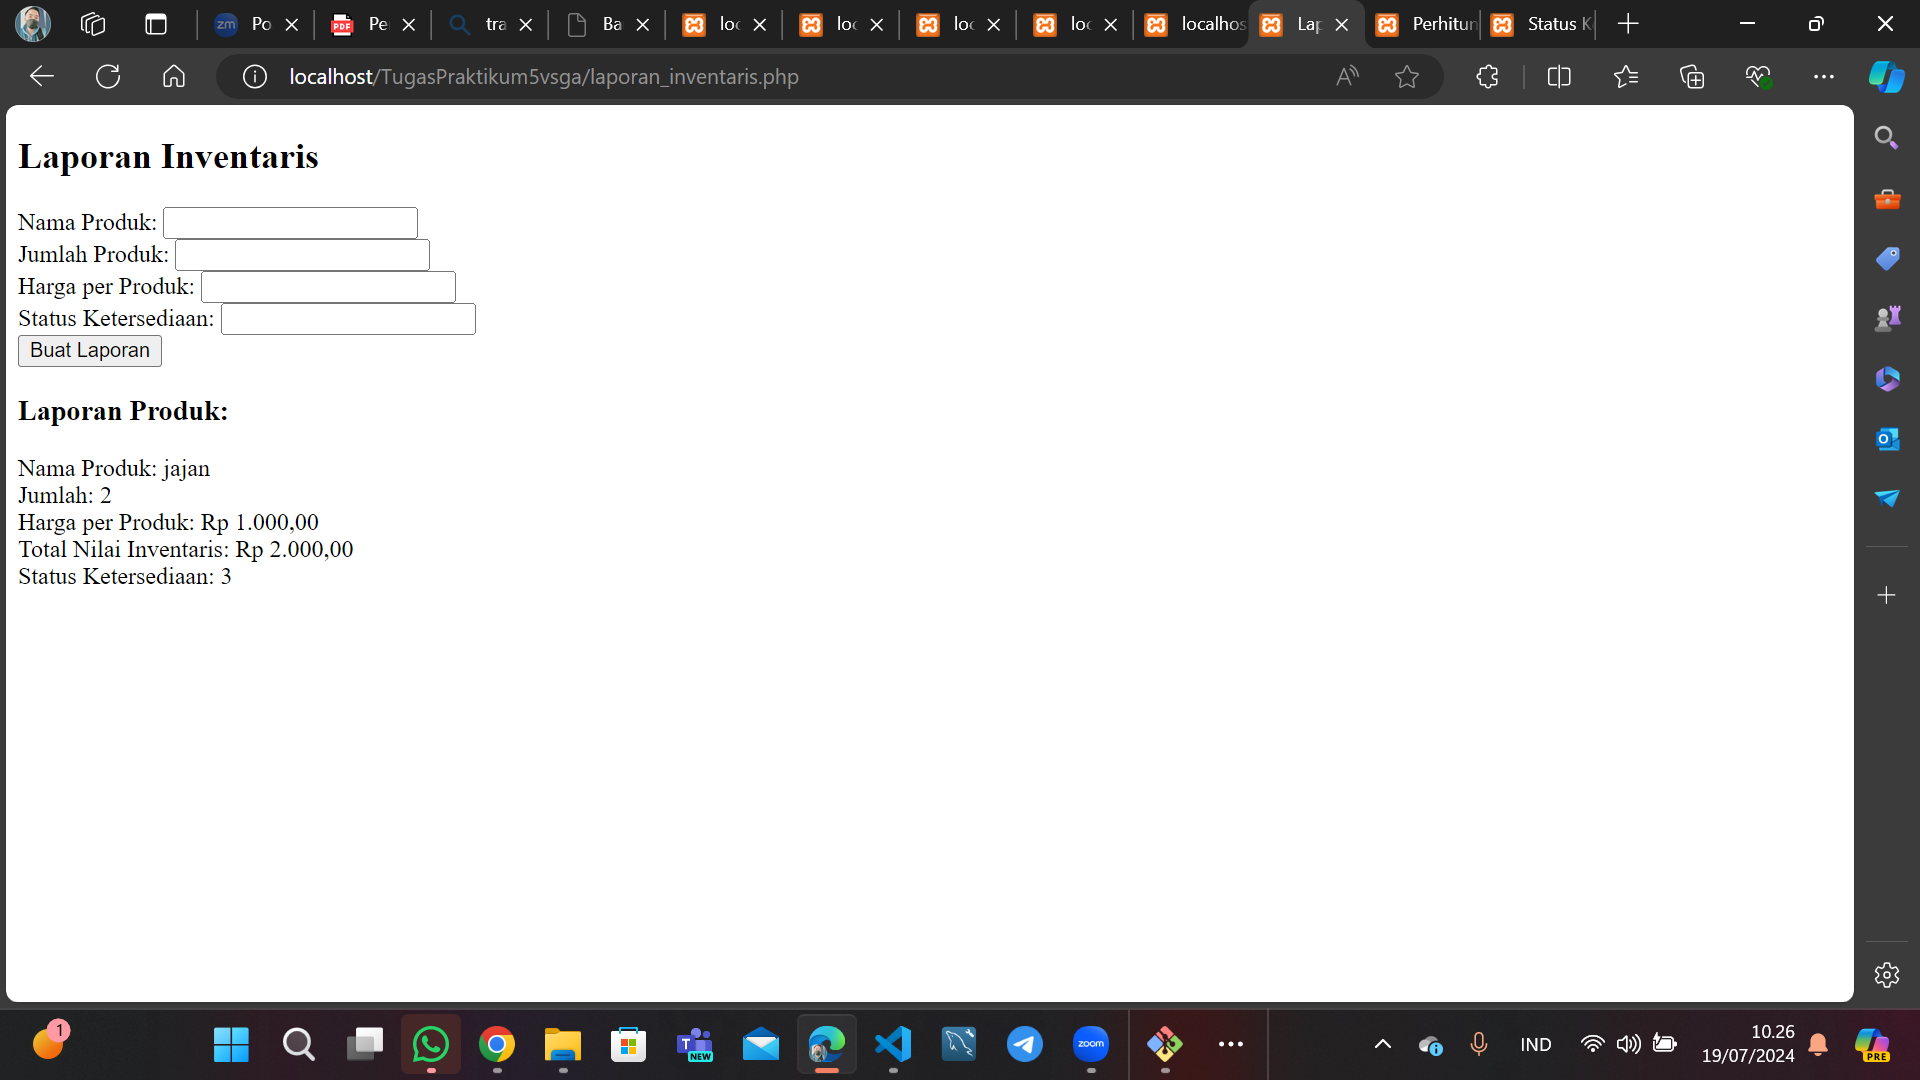 zm Po
PDF Pe
tra
Ba
loc
loc
loc
loc
localhos
Lap
Perhitun
Status K
localhost/TugasPraktikum5vsga/laporan_inventaris.php
Laporan Inventaris
Nama Produk:
Jumlah Produk:
Harga per Produk:
Status Ketersediaan:
Buat Laporan
Laporan Produk:
Nama Produk: jajan
Jumlah: 2
Harga per Produk: Rp 1.000,00
Total Nilai Inventaris: Rp 2.000,00
Status Ketersediaan: 3
1
NEW
zoom
IND
10.26
19/07/2024
PRE